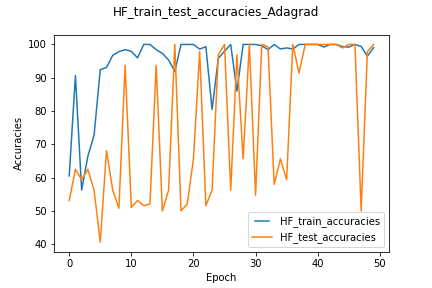 HF_train_test_accuracies_Adagrad
100
90
80
70
60
50
40
Accuracies
0
10
20
30
40
50
Epoch
HF_train_accuracies
HF_test_accuracies